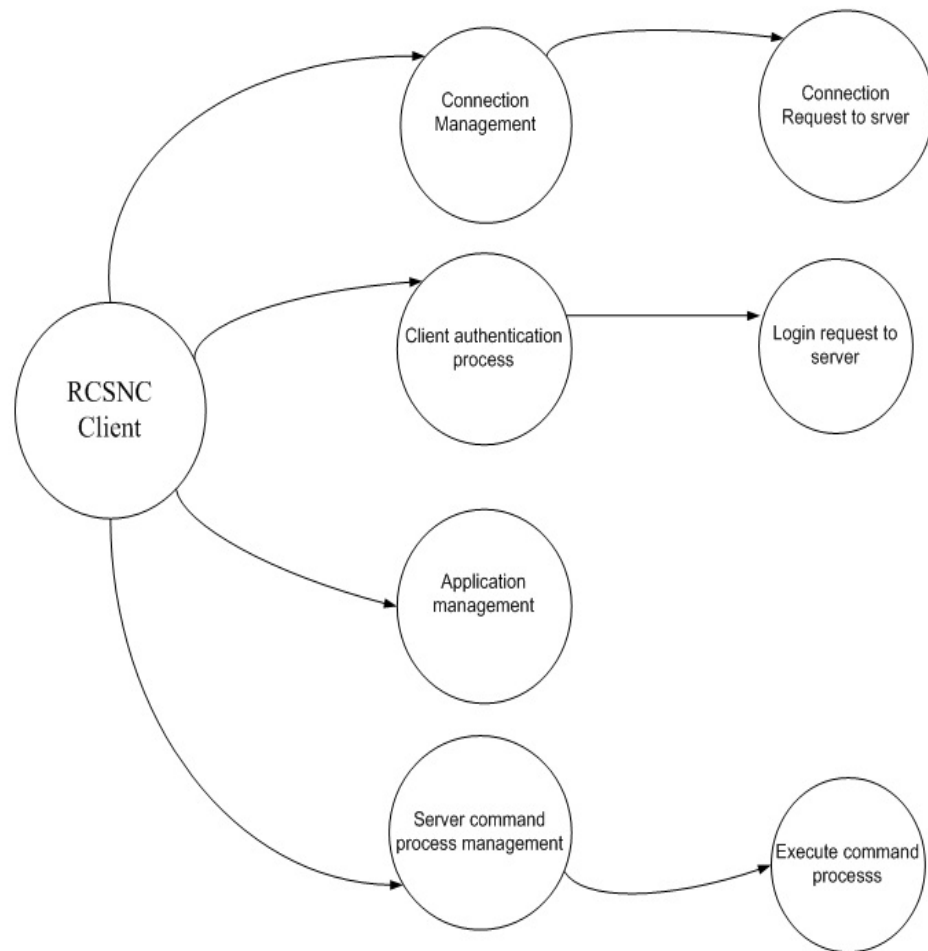 Connection
Management
Connection
Request to srver
Client authentication
process
Login request to
server
RCSNC
Client
Application
management
Server command
process management
Execute command
processs